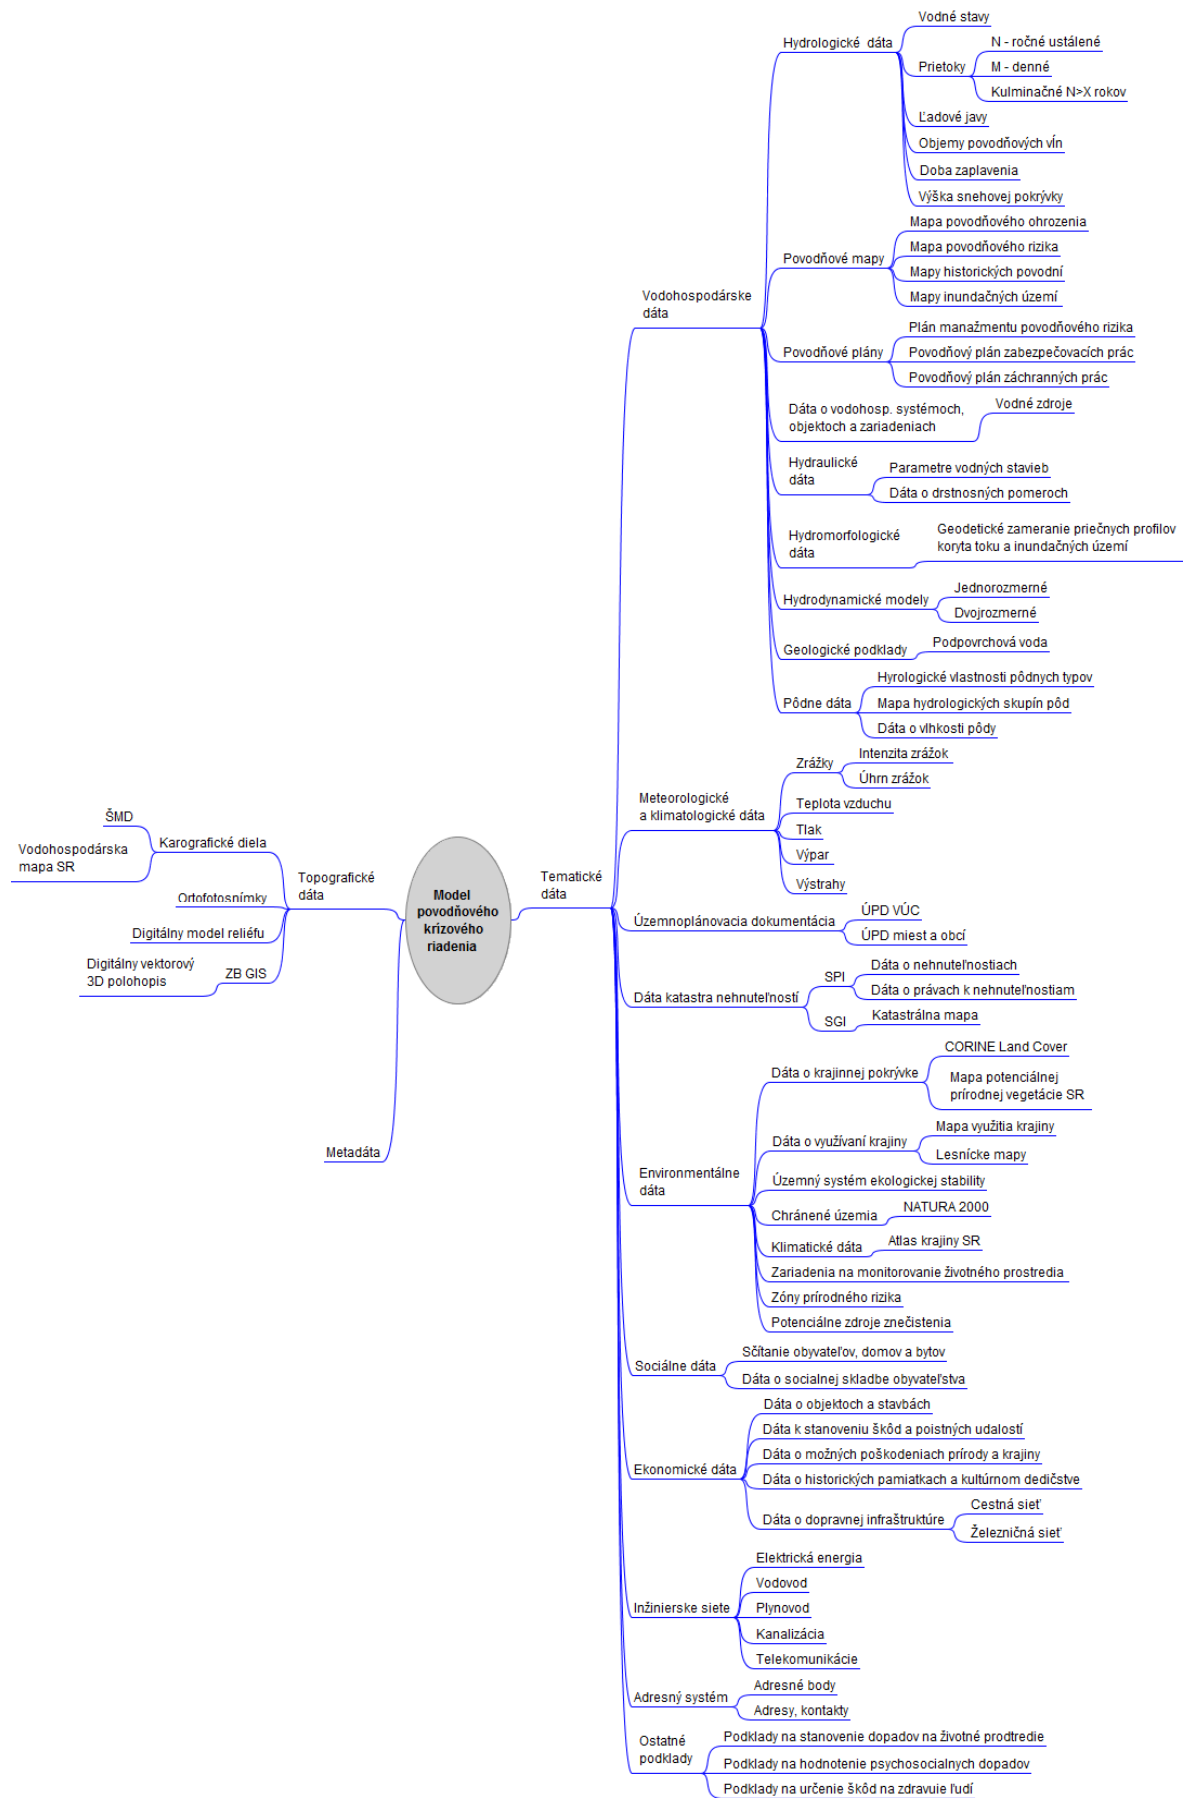 Model
povodňového
krízového
riadenia
Topografické
dáta
Karografické diela
ŠMD
Vodohospodárska
mapa SR
Ortofotosnímky
Digitálny model reliéfu
ZB GIS
Digitálny vektorový
3D polohopis
Metadáta
Tematické
dáta
Vodohospodárske
dáta
Hydrologické dáta
Vodné stavy
Prietoky
N - ročné ustálené
M - denné
Kulminačné N>X rokov
Ľadové javy
Objemy povodňových vĺn
Doba zaplavenia
Výška snehovej pokrývky
Povodňové mapy
Mapa povodňového ohrozenia
Mapa povodňového rizika
Mapy historických povodní
Mapy inundačných území
Povodňové plány
Plán manažmentu povodňového rizika
Povodňový plán zabezpečovacích prác
Povodňový plán záchranných prác
Dáta o vodohosp. systémoch,
objektoch a zariadeniach
Vodné zdroje
Hydraulické
dáta
Parametre vodných stavieb
Dáta o drstnosných pomeroch
Hydromorfologické
dáta
Geodetické zameranie priečnych profilov
koryta toku a inundačných území
Hydrodynamické modely
Jednorozmerné
Dvojrozmerné
Geologické podklady
Podpovrchová voda
Pôdne dáta
Hyrologické vlastnosti pôdnych typov
Mapa hydrologických skupín pôd
Dáta o vlhkosti pôdy
Meteorologické
a klimatologické dáta
Zrážky
Intenzita zrážok
Úhrn zrážok
Teplota vzduchu
Tlak
Výpar
Výstrahy
Územnoplánovacia dokumentácia
ÚPD VÚC
ÚPD miest a obcí
Dáta katastra nehnuteľností
SPI
Dáta o nehnuteľnostiach
Dáta o právach k nehnuteľnostiam
SGI
Katastrálna mapa
Environmentálne
dáta
Dáta o krajinnej pokrývke
CORINE Land Cover
Mapa potenciálnej
prírodnej vegetácie SR
Dáta o využívaní krajiny
Mapa využitia krajiny
Lesnícke mapy
Územný systém ekologickej stability
Chránené územia
NATURA 2000
Klimatické dáta
Atlas krajiny SR
Zariadenia na monitorovanie životného prostredia
Zóny prírodného rizika
Potenciálne zdroje znečistenia
Sociálne dáta
Sčítanie obyvateľov, domov a bytov
Dáta o socialnej skladbe obyvateľstva
Ekonomické dáta
Dáta o objektoch a stavbách
Dáta k stanoveniu škôd a poistných udalostí
Dáta o možných poškodeniach prírody a krajiny
Dáta o historických pamiatkach a kultúrnom dedičstve
Dáta o dopravnej infraštruktúre
Cestná sieť
Železničná sieť
Inžinierske siete
Elektrická energia
Vodovod
Plynovod
Kanalizácia
Telekomunikácie
Adresný systém
Adresné body
Adresy, kontakty
Ostatné
podklady
Podklady na stanovenie dopadov na životné prodtredie
Podklady na hodnotenie psychosocialnych dopadov
Podklady na určenie škôd na zdravuie ľudí